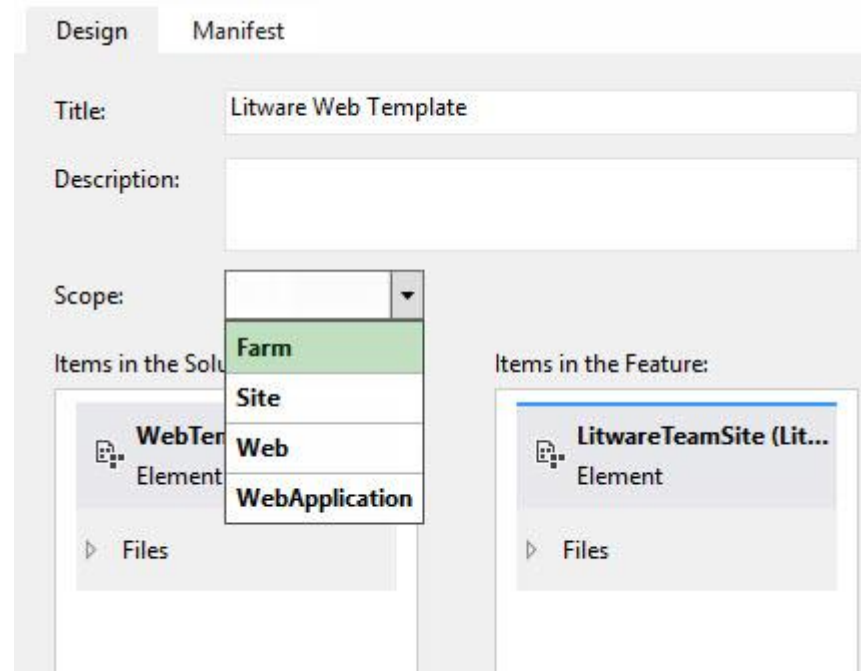 Design Manifest
Title: Litware Web Template
Description:
Scope:
Farm
Items in the Solu
Items in the Feature:
Site
Web
WebApplication
WebTem
Element
Files
LitwareTeamSite (Lit...
Element
Files